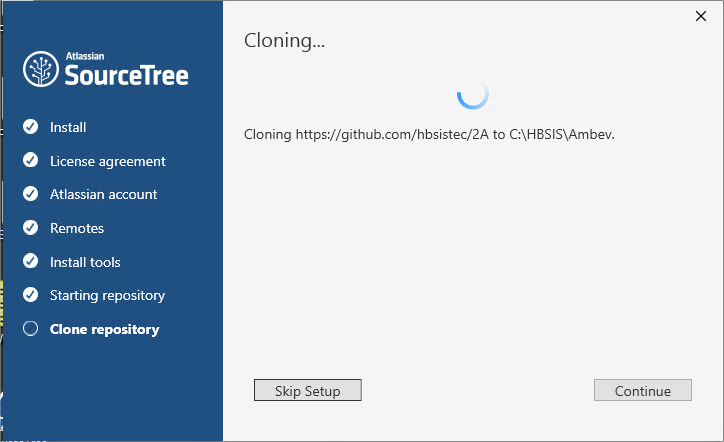 Atlassian
SourceTree
Install
License agreement
Atlassian account
Remotes
Install tools
Starting repository
Clone repository
Cloning...
Cloning https://github.com/hbsistec/2A to C:\HBSIS\Ambev.
Skip Setup
Continue